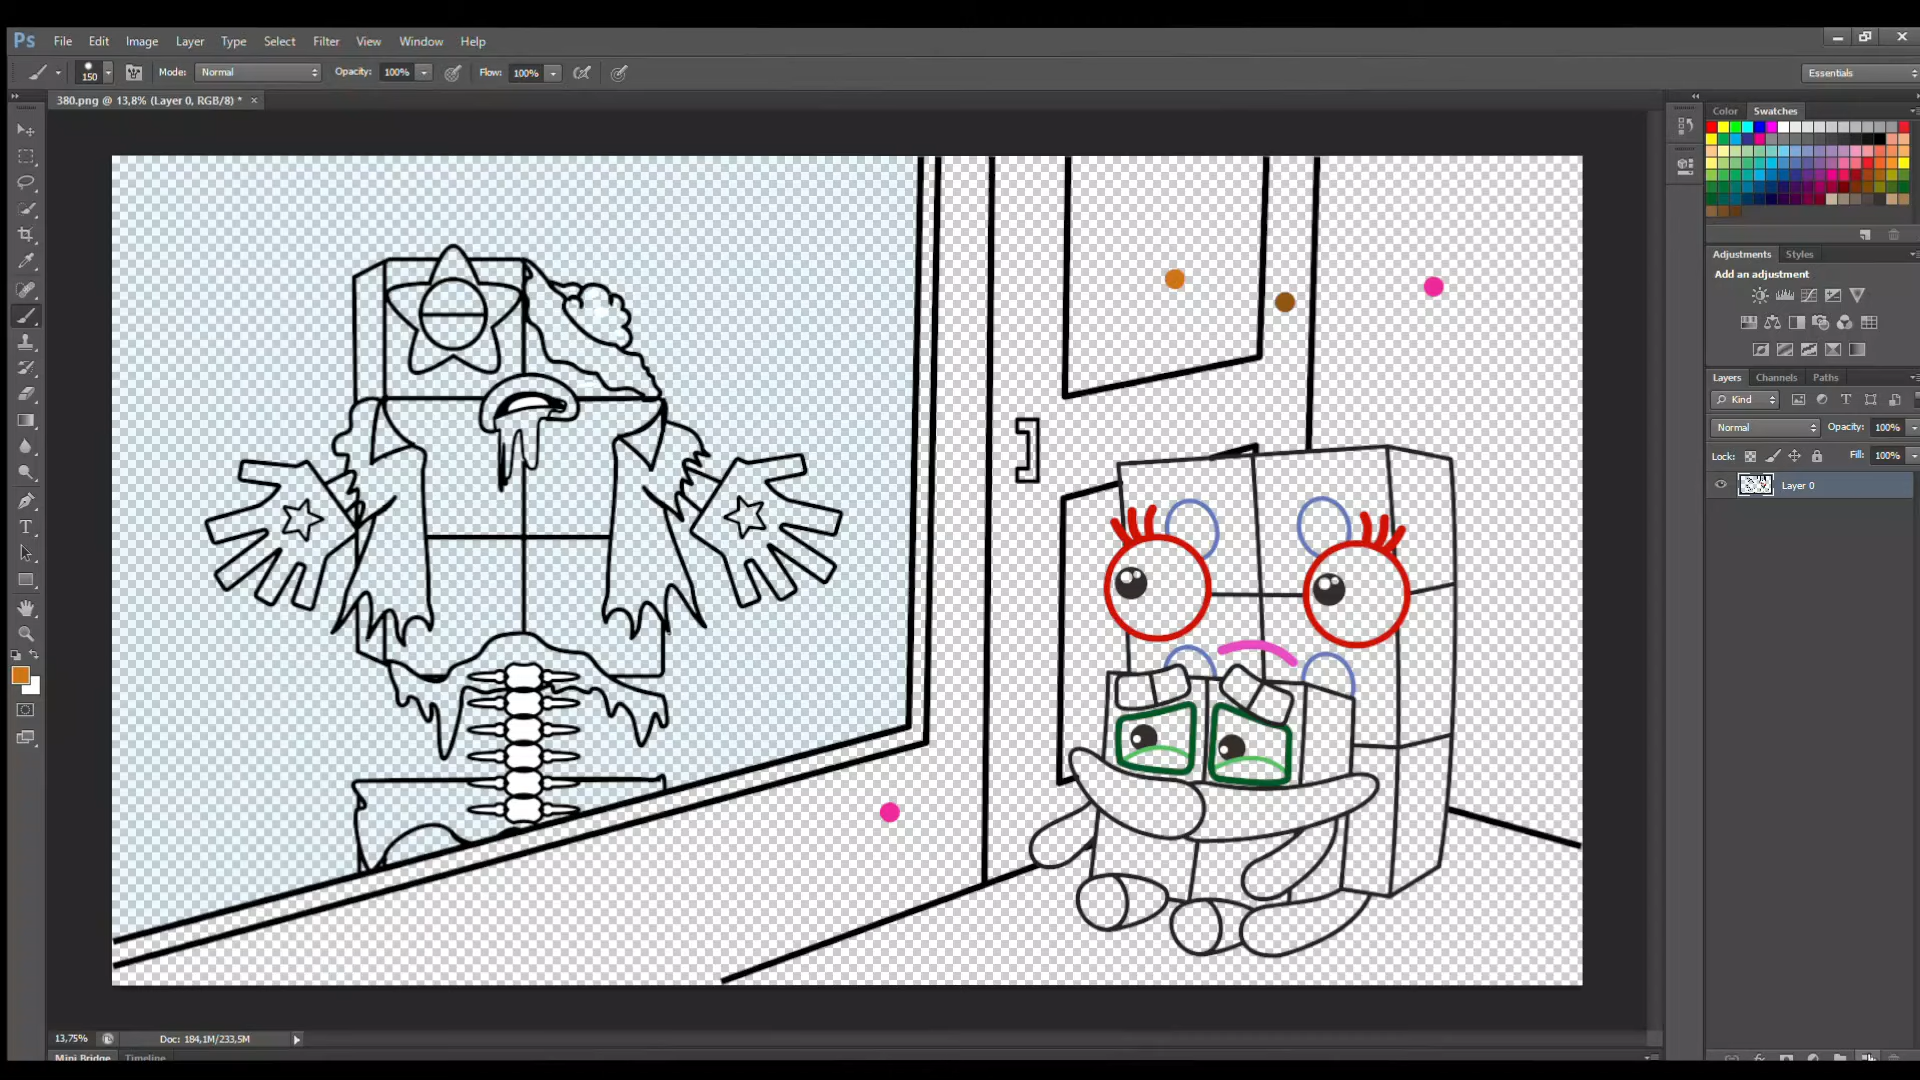 Ps File Edit Image Layer Type Select Filter View Window Help
150 Mode: Normal Opacity: 100% Flow: 100% Essentials
380.png @ 13,8% (Layer 0, RGB/8) * ×
Color Swatches
Adjustments Styles
Add an adjustment
Layers Channels Paths
Kind
Normal Opacity: 100%
Lock: Fill: 100%
Layer 0
13,75% Doc: 184,1M/233,5M
Mini Bridge Timeline